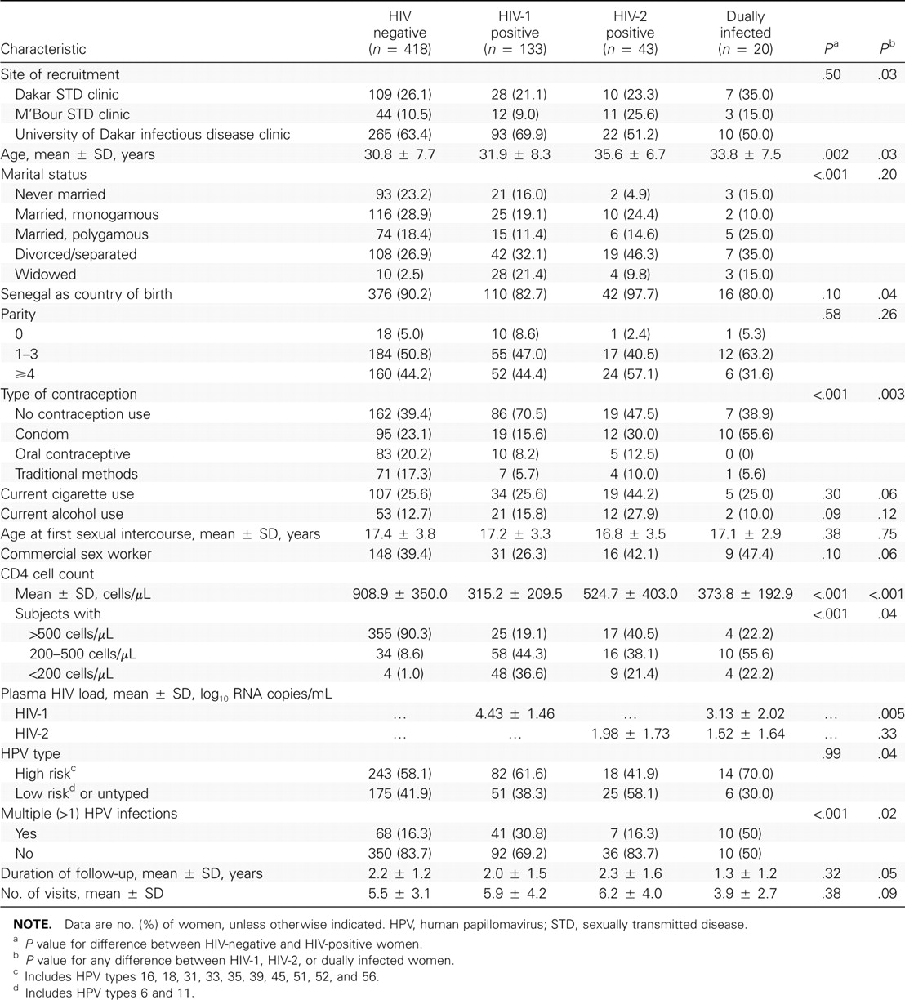 Characteristic HIV negative (n = 418) HIV-1 positive (n = 133) HIV-2 positive (n = 43) Dually infected (n = 20) Pa Pb
Site of recruitment .50 .03
Dakar STD clinic 109 (26.1) 28 (21.1) 10 (23.3) 7 (35.0)
M'Bour STD clinic 44 (10.5) 12 (9.0) 11 (25.6) 3 (15.0)
University of Dakar infectious disease clinic 265 (63.4) 93 (69.9) 22 (51.2) 10 (50.0)
Age, mean ± SD, years 30.8 ± 7.7 31.9 ± 8.3 35.6 ± 6.7 33.8 ± 7.5 .002 .03
Marital status <.001 .20
Never married 93 (23.2) 21 (16.0) 2 (4.9) 3 (15.0)
Married, monogamous 116 (28.9) 25 (19.1) 10 (24.4) 2 (10.0)
Married, polygamous 74 (18.4) 15 (11.4) 6 (14.6) 5 (25.0)
Divorced/separated 108 (26.9) 42 (32.1) 19 (46.3) 7 (35.0)
Widowed 10 (2.5) 28 (21.4) 4 (9.8) 3 (15.0)
Senegal as country of birth 376 (90.2) 110 (82.7) 42 (97.7) 16 (80.0) .10 .04
Parity .58 .26
0 18 (5.0) 10 (8.6) 1 (2.4) 1 (5.3)
1–3 184 (50.8) 55 (47.0) 17 (40.5) 12 (63.2)
⩾4 160 (44.2) 52 (44.4) 24 (57.1) 6 (31.6)
Type of contraception <.001 .003
No contraception use 162 (39.4) 86 (70.5) 19 (47.5) 7 (38.9)
Condom 95 (23.1) 19 (15.6) 12 (30.0) 10 (55.6)
Oral contraceptive 83 (20.2) 10 (8.2) 5 (12.5) 0 (0)
Traditional methods 71 (17.3) 7 (5.7) 4 (10.0) 1 (5.6)
Current cigarette use 107 (25.6) 34 (25.6) 19 (44.2) 5 (25.0) .30 .06
Current alcohol use 53 (12.7) 21 (15.8) 12 (27.9) 2 (10.0) .09 .12
Age at first sexual intercourse, mean ± SD, years 17.4 ± 3.8 17.2 ± 3.3 16.8 ± 3.5 17.1 ± 2.9 .38 .75
Commercial sex worker 148 (39.4) 31 (26.3) 16 (42.1) 9 (47.4) .10 .06
CD4 cell count
Mean ± SD, cells/μL 908.9 ± 350.0 315.2 ± 209.5 524.7 ± 403.0 373.8 ± 192.9 <.001 <.001
Subjects with <.001 .04
>500 cells/μL 355 (90.3) 25 (19.1) 17 (40.5) 4 (22.2)
200–500 cells/μL 34 (8.6) 58 (44.3) 16 (38.1) 10 (55.6)
<200 cells/μL 4 (1.0) 48 (36.6) 9 (21.4) 4 (22.2)
Plasma HIV load, mean ± SD, log10 RNA copies/mL
HIV-1 … 4.43 ± 1.46 … 3.13 ± 2.02 … .005
HIV-2 … … 1.98 ± 1.73 1.52 ± 1.64 … .33
HPV type .99 .04
High riskc 243 (58.1) 82 (61.6) 18 (41.9) 14 (70.0)
Low riskd or untyped 175 (41.9) 51 (38.3) 25 (58.1) 6 (30.0)
Multiple (>1) HPV infections <.001 .02
Yes 68 (16.3) 41 (30.8) 7 (16.3) 10 (50)
No 350 (83.7) 92 (69.2) 36 (83.7) 10 (50)
Duration of follow-up, mean ± SD, years 2.2 ± 1.2 2.0 ± 1.5 2.3 ± 1.6 1.3 ± 1.2 .32 .05
No. of visits, mean ± SD 5.5 ± 3.1 5.9 ± 4.2 6.2 ± 4.0 3.9 ± 2.7 .38 .09
NOTE. Data are no. (%) of women, unless otherwise indicated. HPV, human papillomavirus; STD, sexually transmitted disease.
a P value for difference between HIV-negative and HIV-positive women.
b P value for any difference between HIV-1, HIV-2, or dually infected women.
c Includes HPV types 16, 18, 31, 33, 35, 39, 45, 51, 52, and 56.
d Includes HPV types 6 and 11.